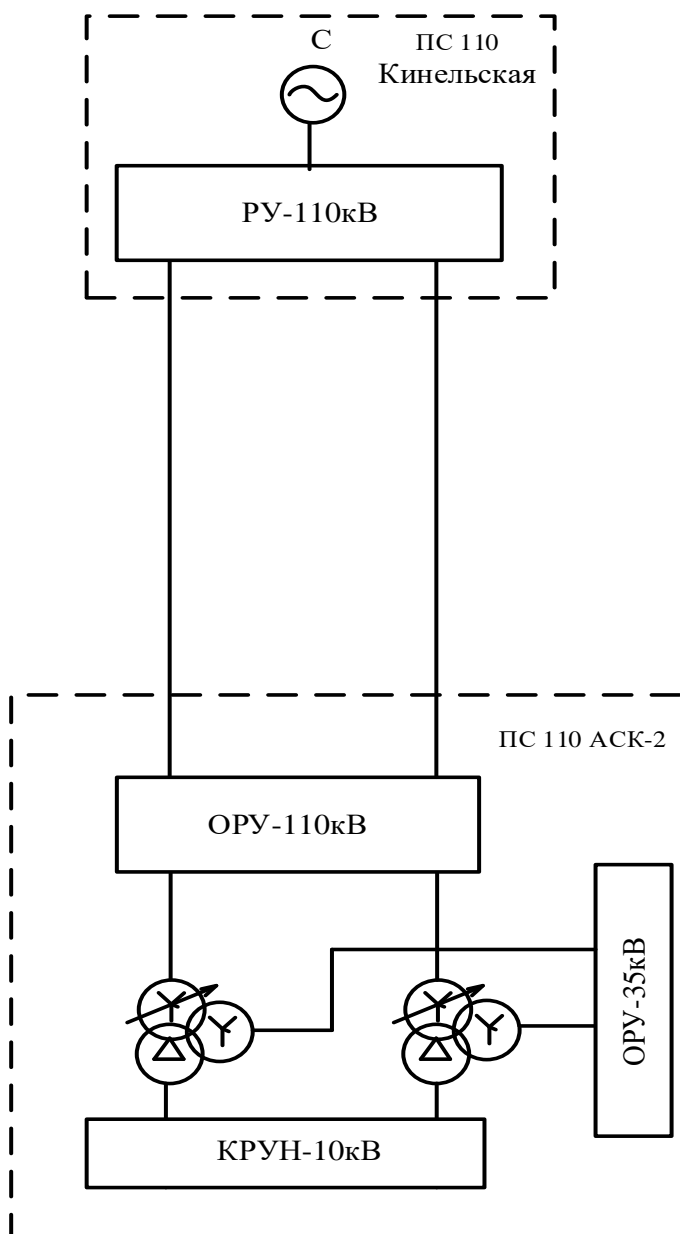 С
ПС 110
Кинельская
РУ-110кВ
ПС 110 АСК-2
ОРУ-110кВ
ОРУ-35кВ
КРУН-10кВ